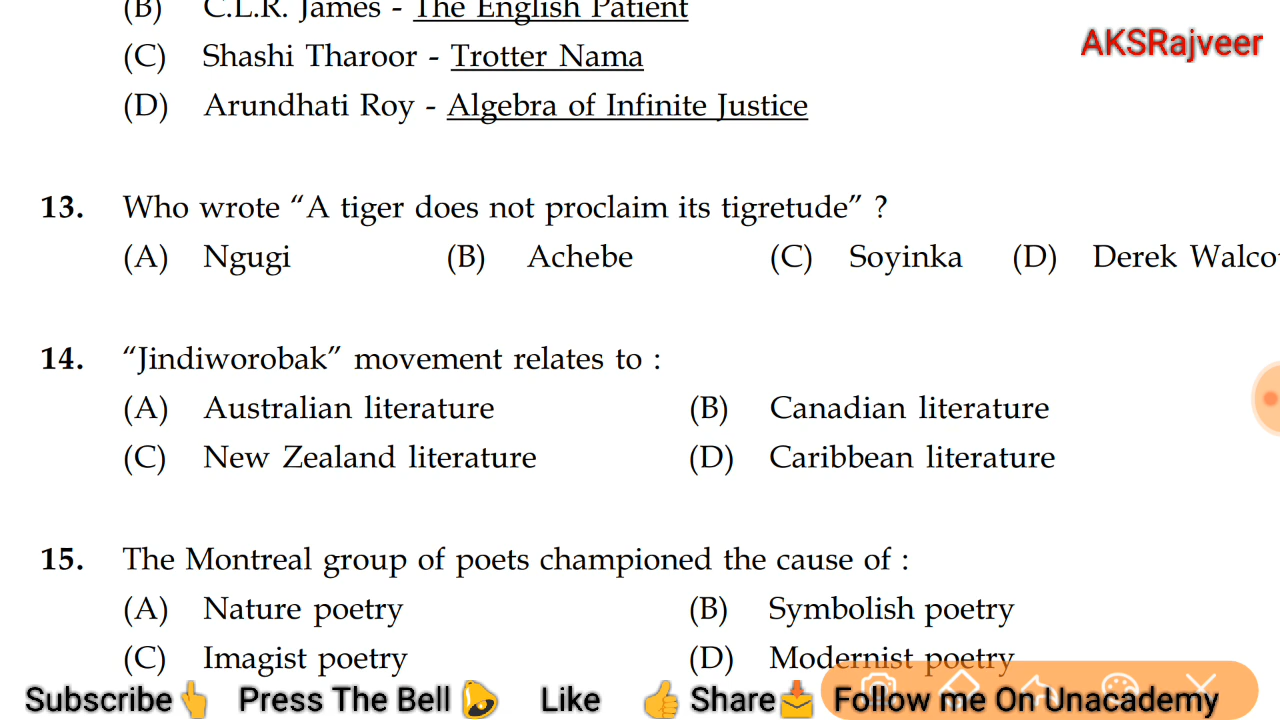 (B) C.L.R. James - The English Patient
AKSRajveer
(C) Shashi Tharoor - Trotter Nama
(D) Arundhati Roy - Algebra of Infinite Justice
13. Who wrote “A tiger does not proclaim its tigretude” ?
(A) Ngugi (B) Achebe (C) Soyinka (D) Derek Walco
14. “Jindiworobak” movement relates to :
(A) Australian literature (B) Canadian literature
(C) New Zealand literature (D) Caribbean literature
15. The Montreal group of poets championed the cause of :
(A) Nature poetry (B) Symbolish poetry
(C) Imagist poetry (D) Modernist poetry
Subscribe Press The Bell Like Share Follow me On Unacademy